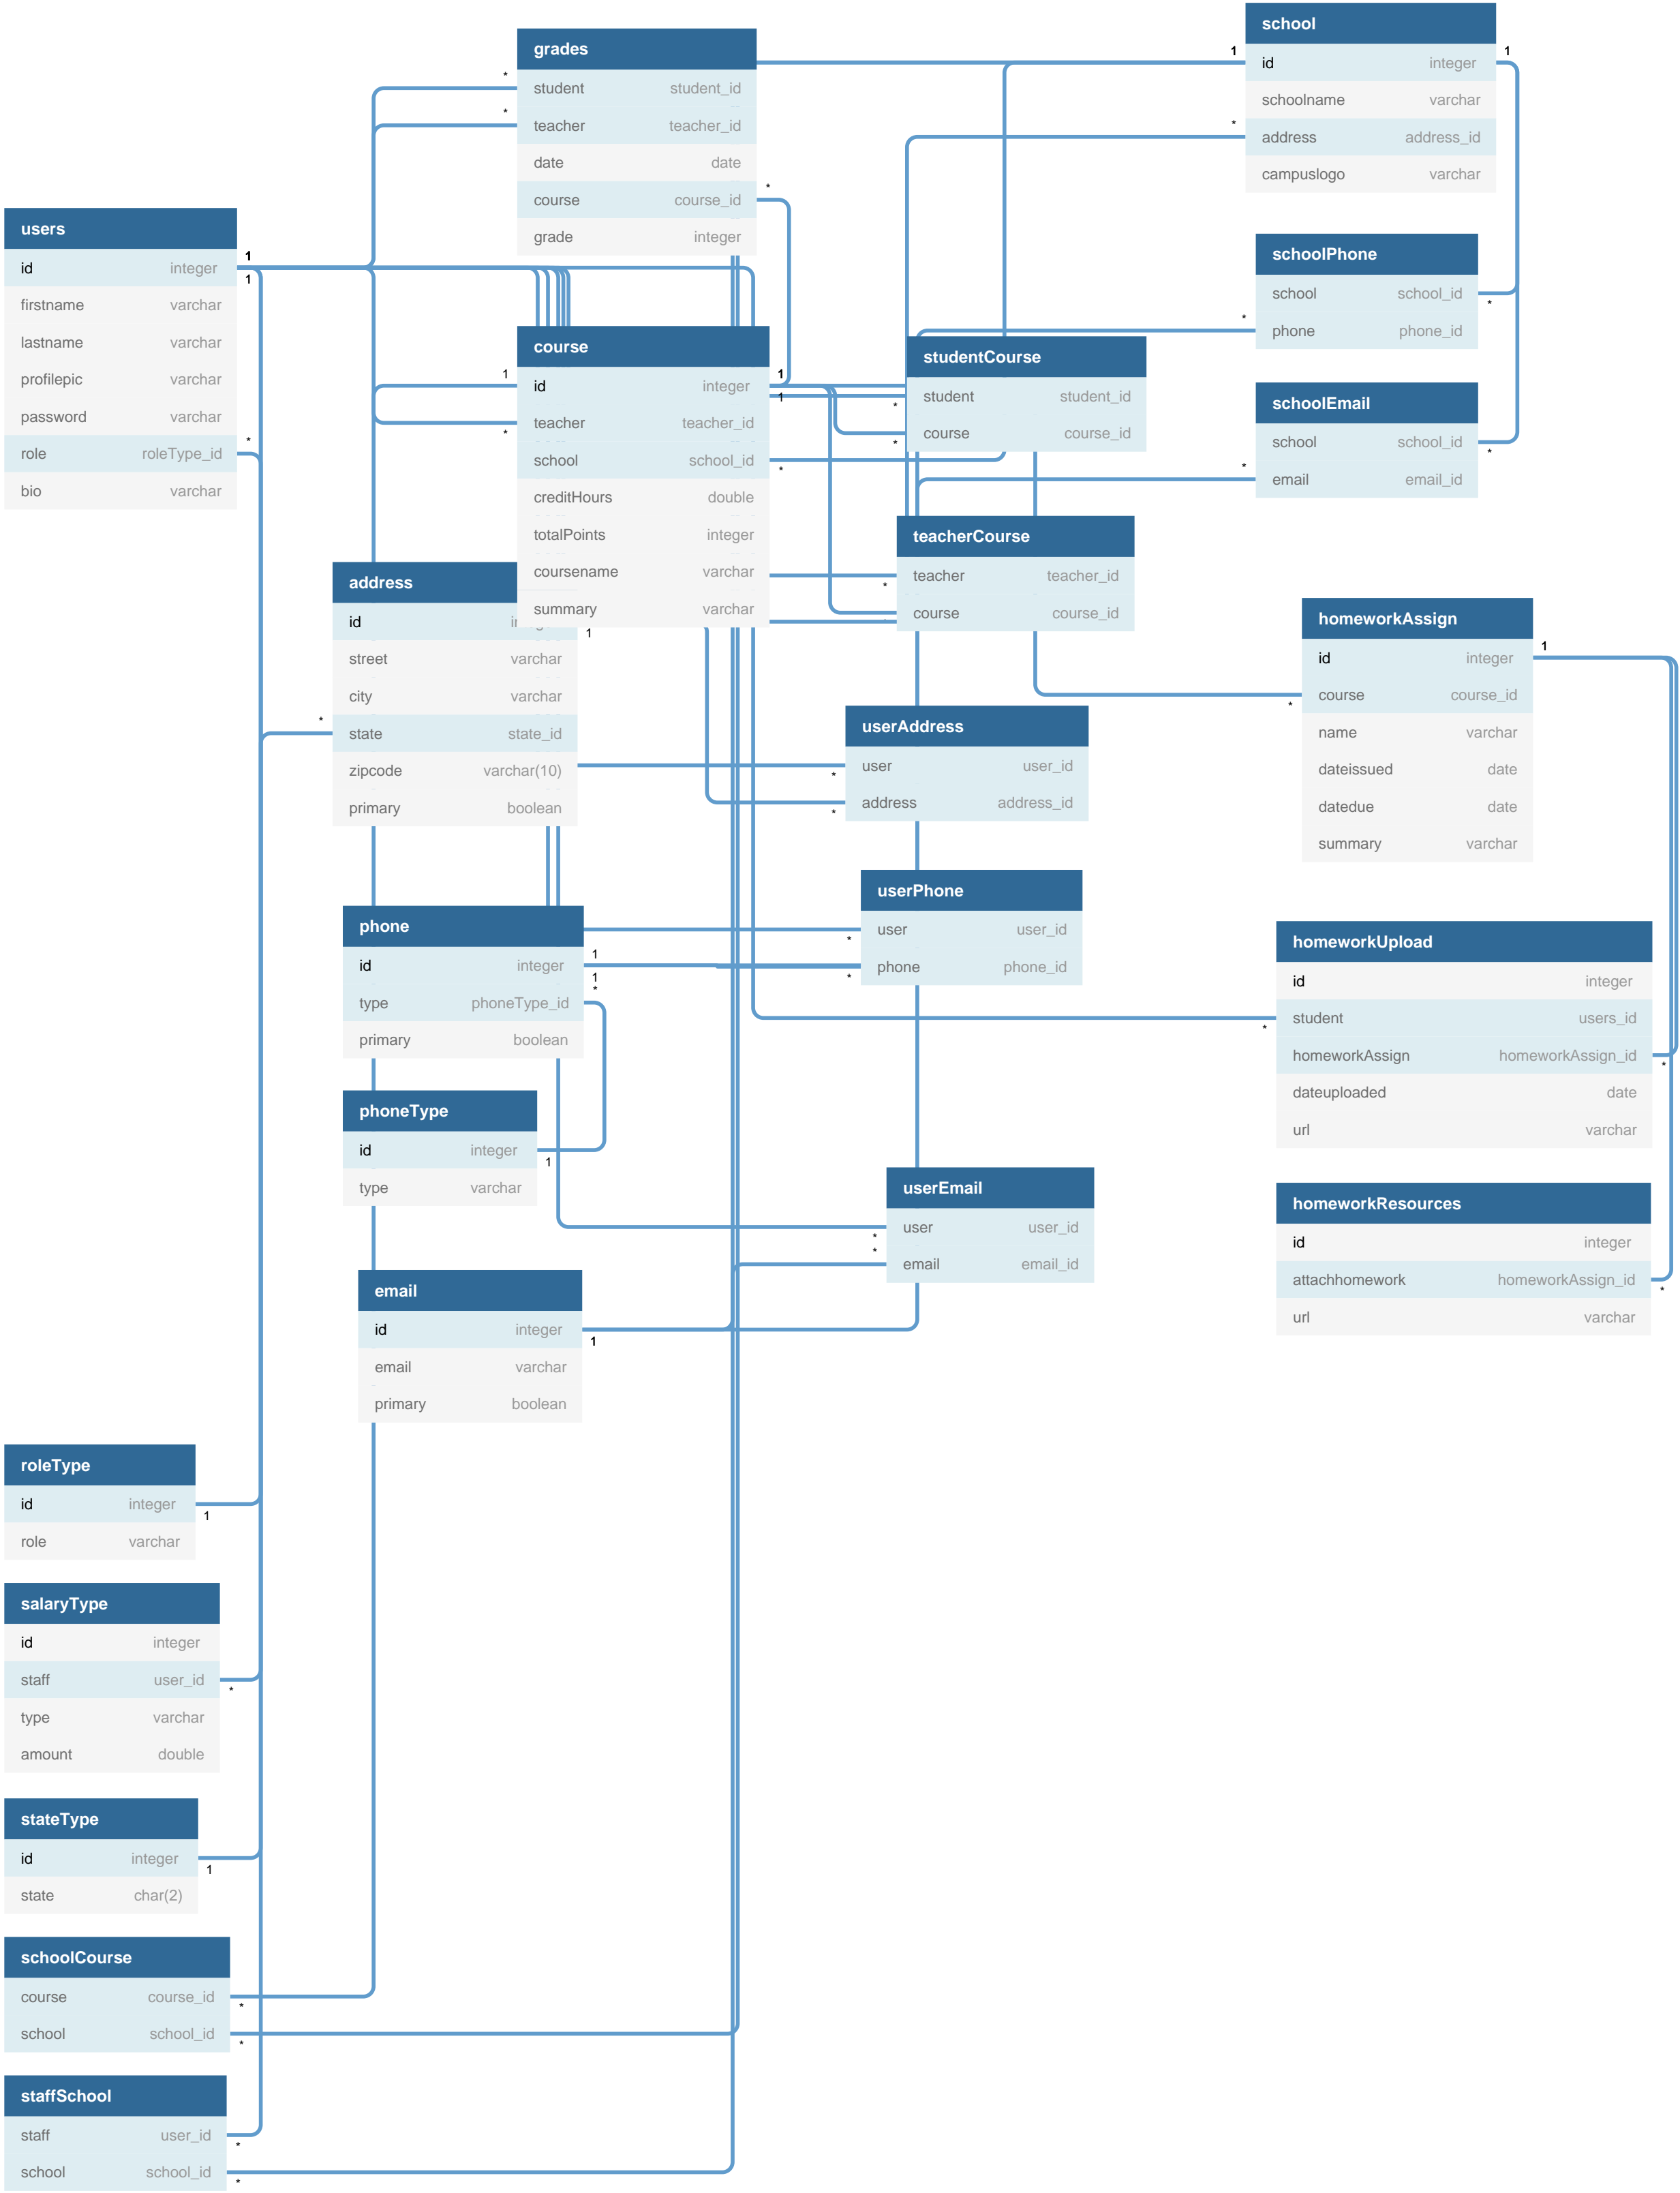 grades
student student_id
teacher teacher_id
date date
course course_id
grade integer
school
id integer
schoolname varchar
address address_id
campuslogo varchar
users
id integer
firstname varchar
lastname varchar
profilepic varchar
password varchar
role roleType_id
bio varchar
schoolPhone
school school_id
phone phone_id
course
id integer
teacher teacher_id
school school_id
creditHours double
totalPoints integer
coursename varchar
summary varchar
studentCourse
student student_id
course course_id
schoolEmail
school school_id
email email_id
teacherCourse
teacher teacher_id
course course_id
address
id
street varchar
city varchar
state state_id
zipcode varchar(10)
primary boolean
homeworkAssign
id integer
course course_id
name varchar
dateissued date
datedue date
summary varchar
userAddress
user user_id
address address_id
userPhone
user user_id
phone phone_id
phone
id integer
type phoneType_id
primary boolean
homeworkUpload
id integer
student users_id
homeworkAssign homeworkAssign_id
dateuploaded date
url varchar
phoneType
id integer
type varchar
userEmail
user user_id
email email_id
homeworkResources
id integer
attachhomework homeworkAssign_id
url varchar
email
id integer
email varchar
primary boolean
roleType
id integer
role varchar
salaryType
id integer
staff user_id
type varchar
amount double
stateType
id integer
state char(2)
schoolCourse
course course_id
school school_id
staffSchool
staff user_id
school school_id